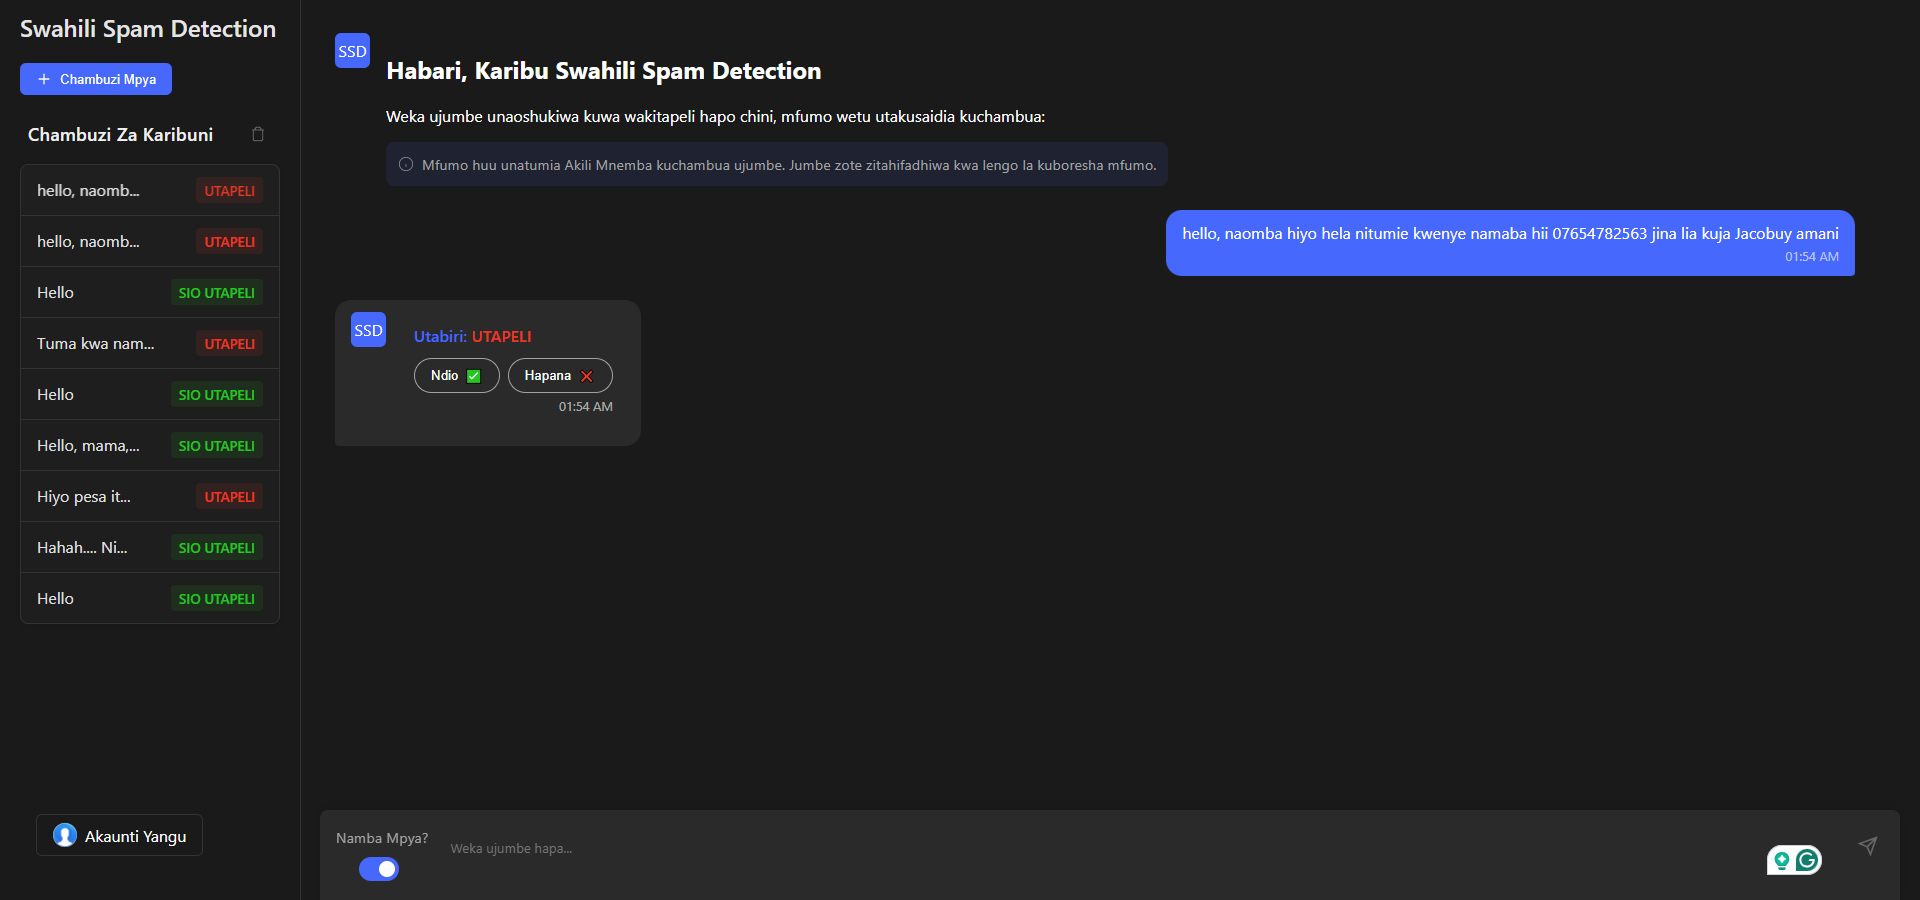 Swahili Spam Detection
Chambuzi Mpya
Chambuzi Za Karibuni
hello, naomb... UTAPELI
hello, naomb... UTAPELI
Hello SIO UTAPELI
Tuma kwa nam... UTAPELI
Hello SIO UTAPELI
Hello, mama,... SIO UTAPELI
Hiyo pesa it... UTAPELI
Hahah.... Ni... SIO UTAPELI
Hello SIO UTAPELI
Akaunti Yangu
SSD
Habari, Karibu Swahili Spam Detection
Weka ujumbe unaoshukiwa kuwa wakitapeli hapo chini, mfumo wetu utakusaidia kuchambua:
Mfumo huu unatumia Akili Mnemba kuchambua ujumbe. Jumbe zote zitahifadhiwa kwa lengo la kuboresha mfumo.
hello, naomba hiyo hela nitumie kwenye namaba hii 07654782563 jina lia kuja Jacobuy amani
01:54 AM
SSD
Utabiri: UTAPELI
Ndio Hapana
01:54 AM
Namba Mpya?
Weka ujumbe hapa...